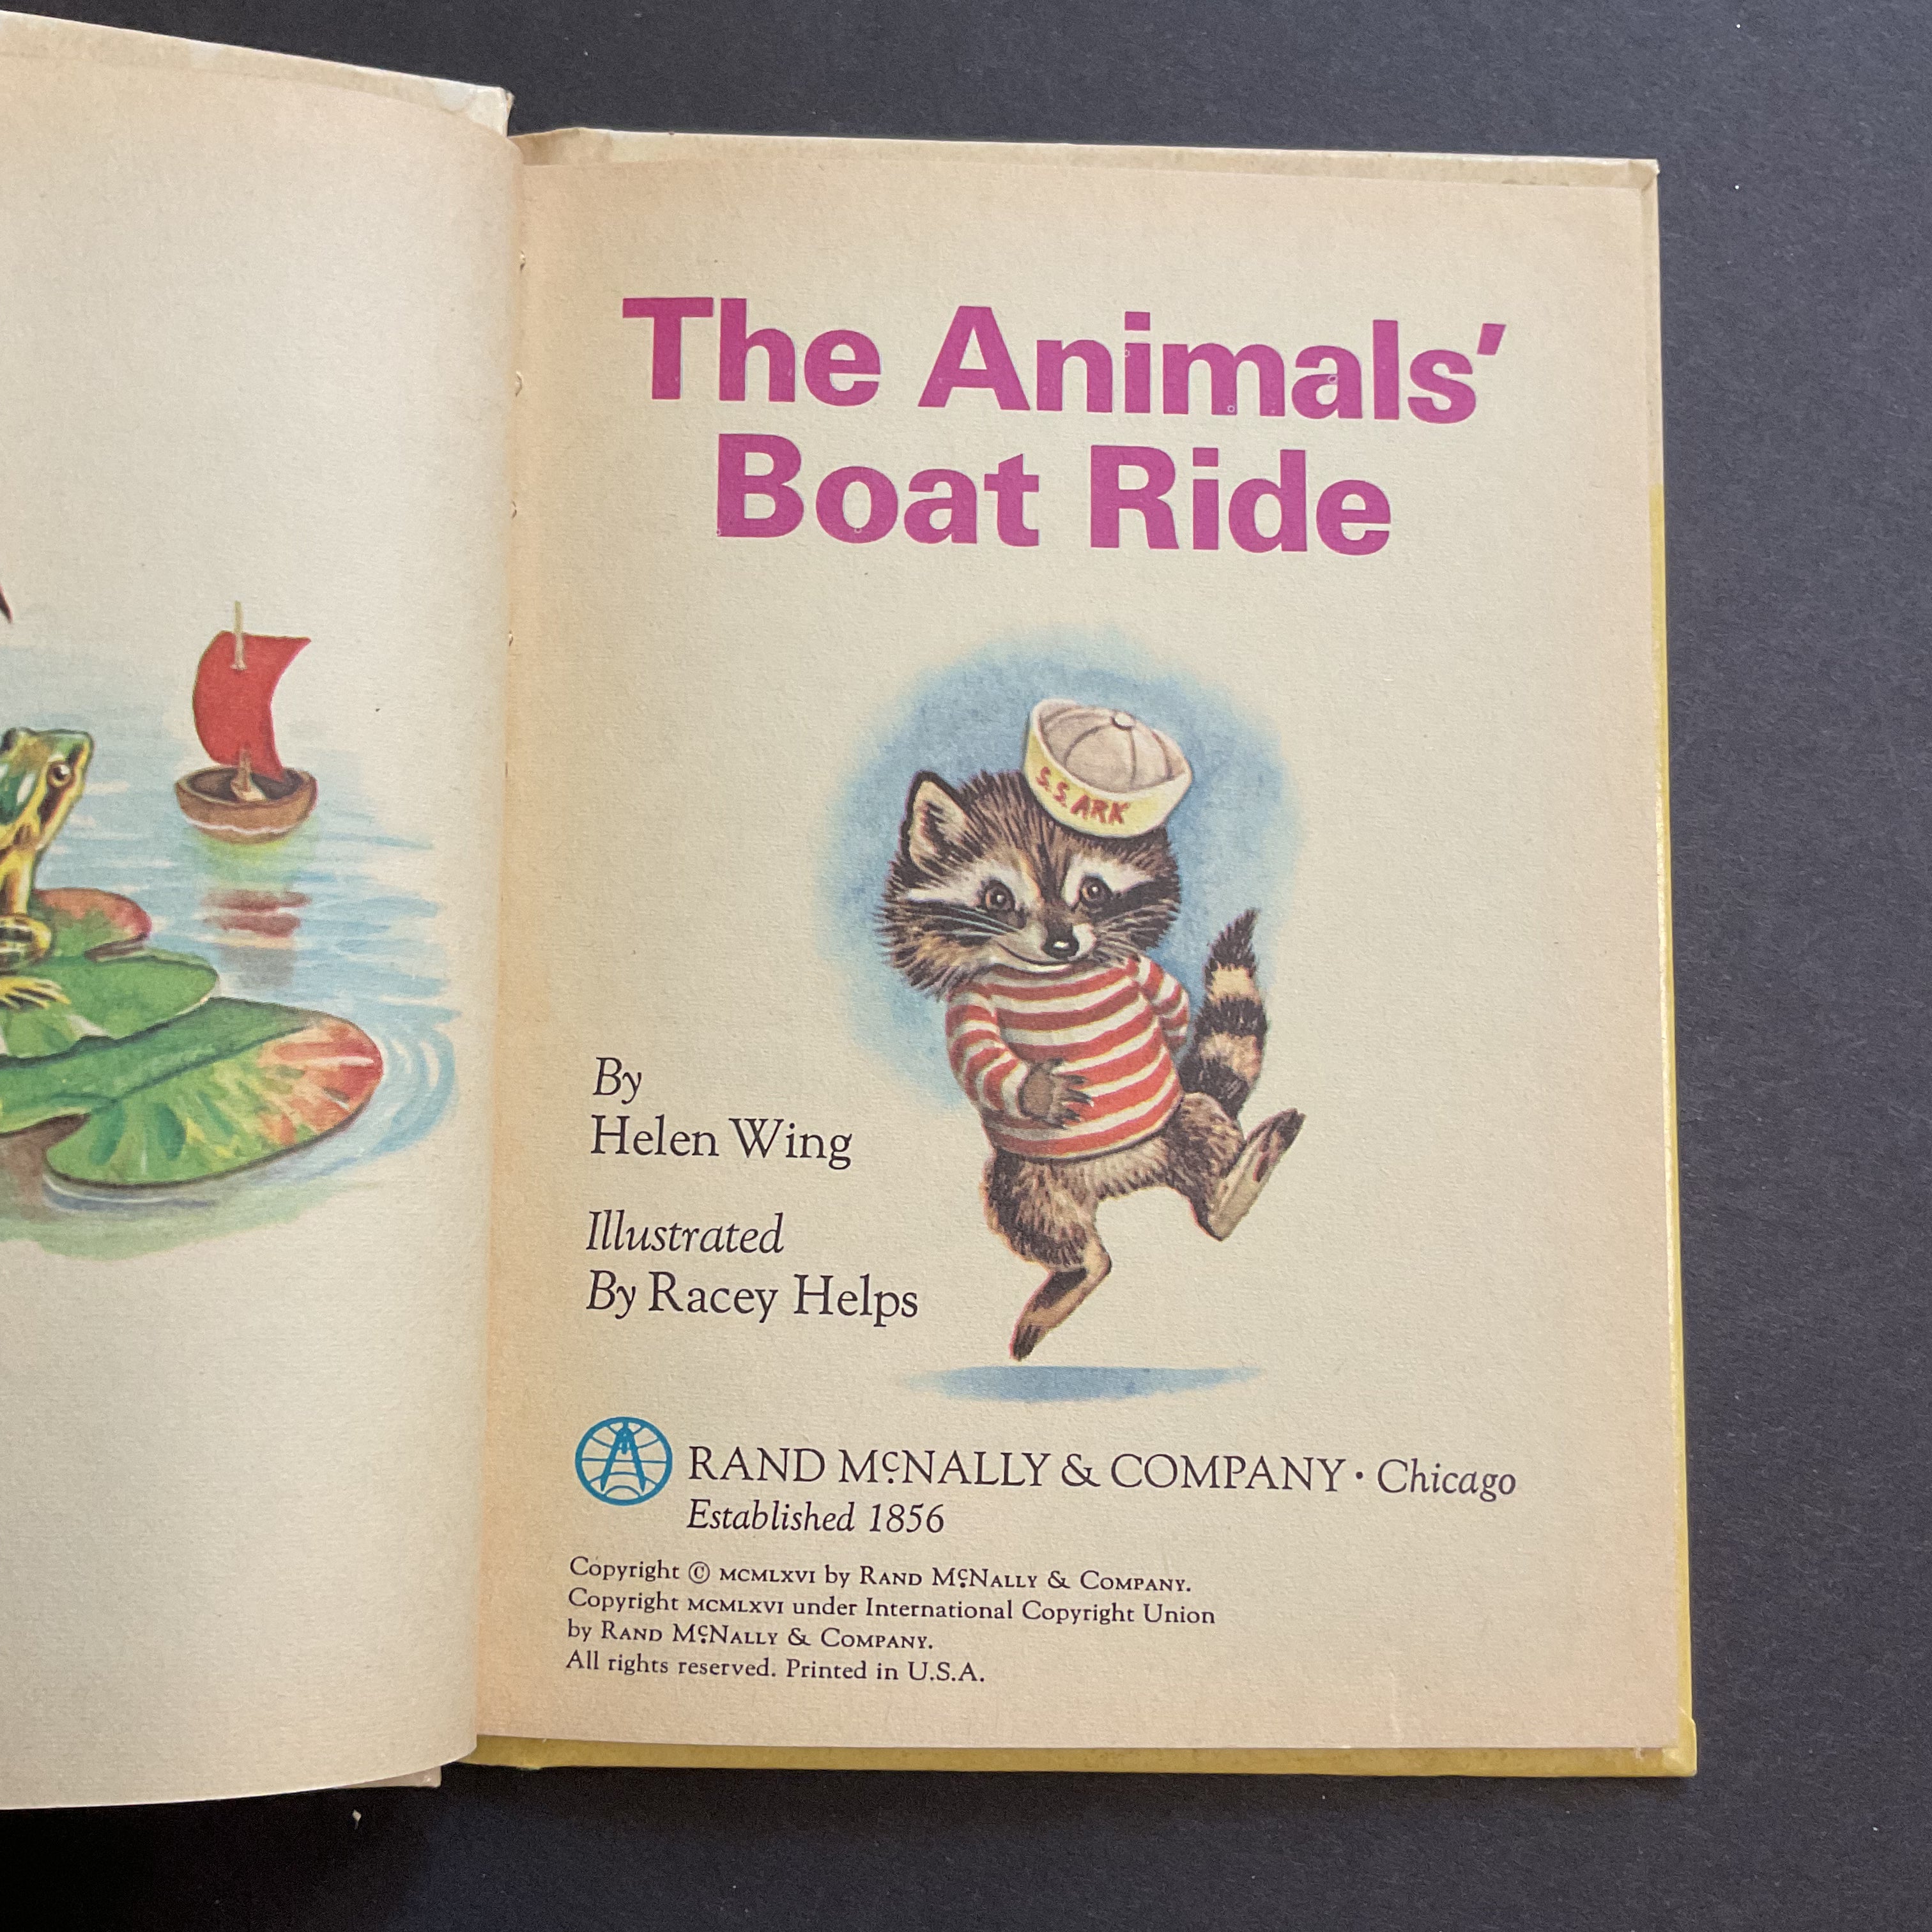 The Animals’
Boat Ride
S.S. ARK
By
Helen Wing
Illustrated
By Racey Helps
RAND McNALLY & COMPANY · Chicago
Established 1856
Copyright © MCMLXVI by RAND McNALLY & COMPANY.
Copyright MCMLXVI under International Copyright Union
by RAND McNALLY & COMPANY.
All rights reserved. Printed in U.S.A.